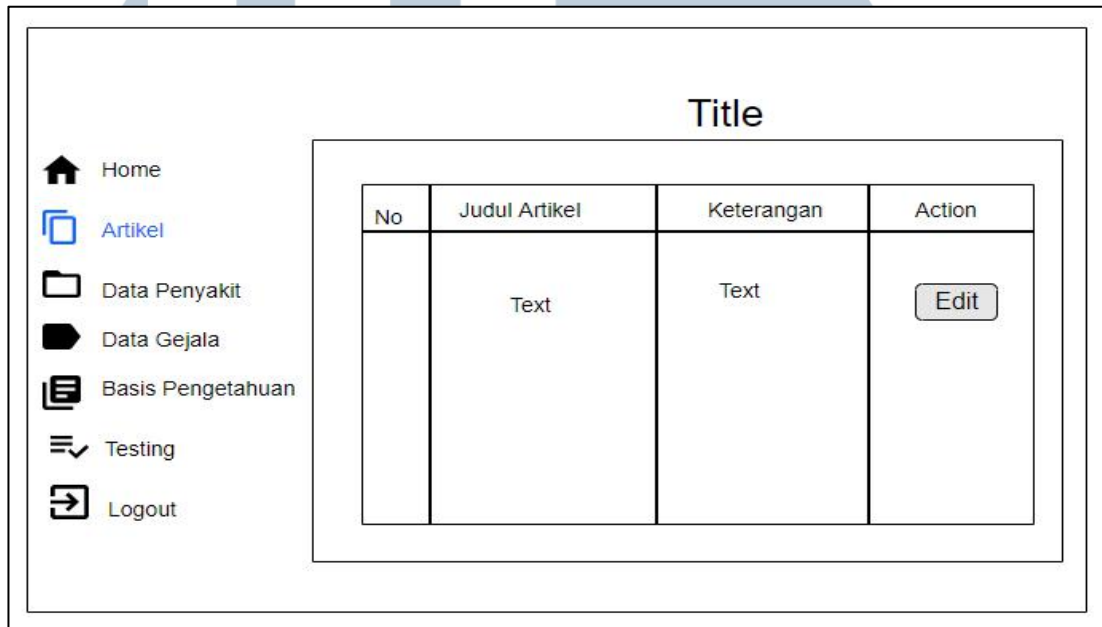 Title
Home
Artikel
Data Penyakit
Data Gejala
Basis Pengetahuan
Testing
Logout
No Judul Artikel Keterangan Action
Text Text Edit